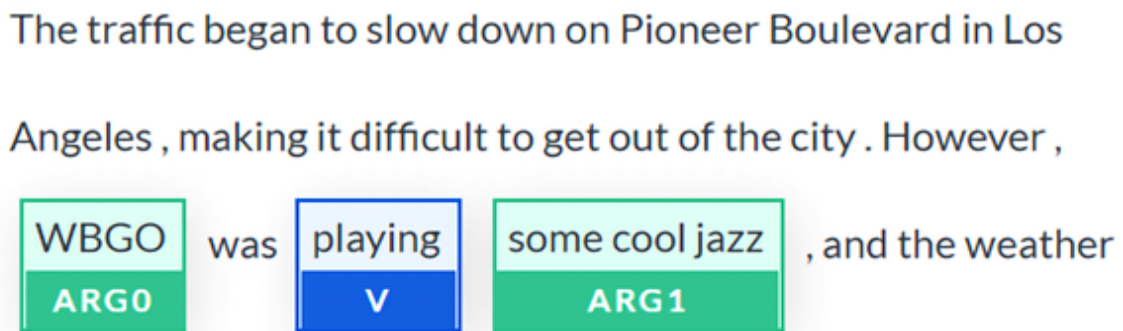 The traffic began to slow down on Pioneer Boulevard in Los
Angeles , making it difficult to get out of the city . However ,
WBGO was playing some cool jazz , and the weather
ARG0 V ARG1